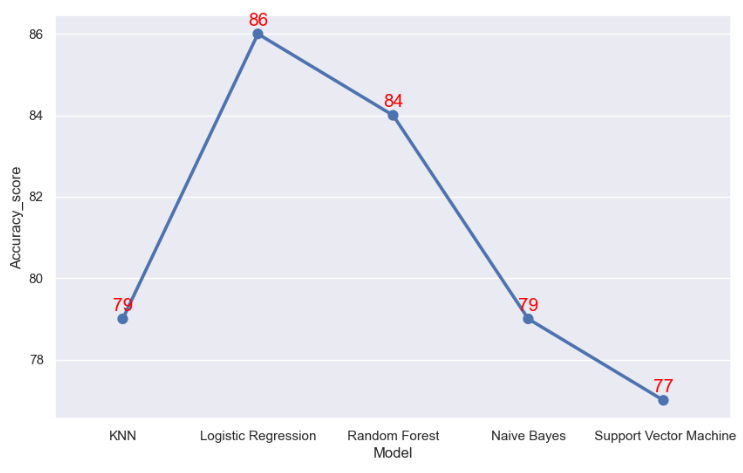 86
86
84
84
82
Accuracy_score
80
79
79
78
77
KNN
Logistic Regression
Random Forest
Naive Bayes
Support Vector Machine
Model